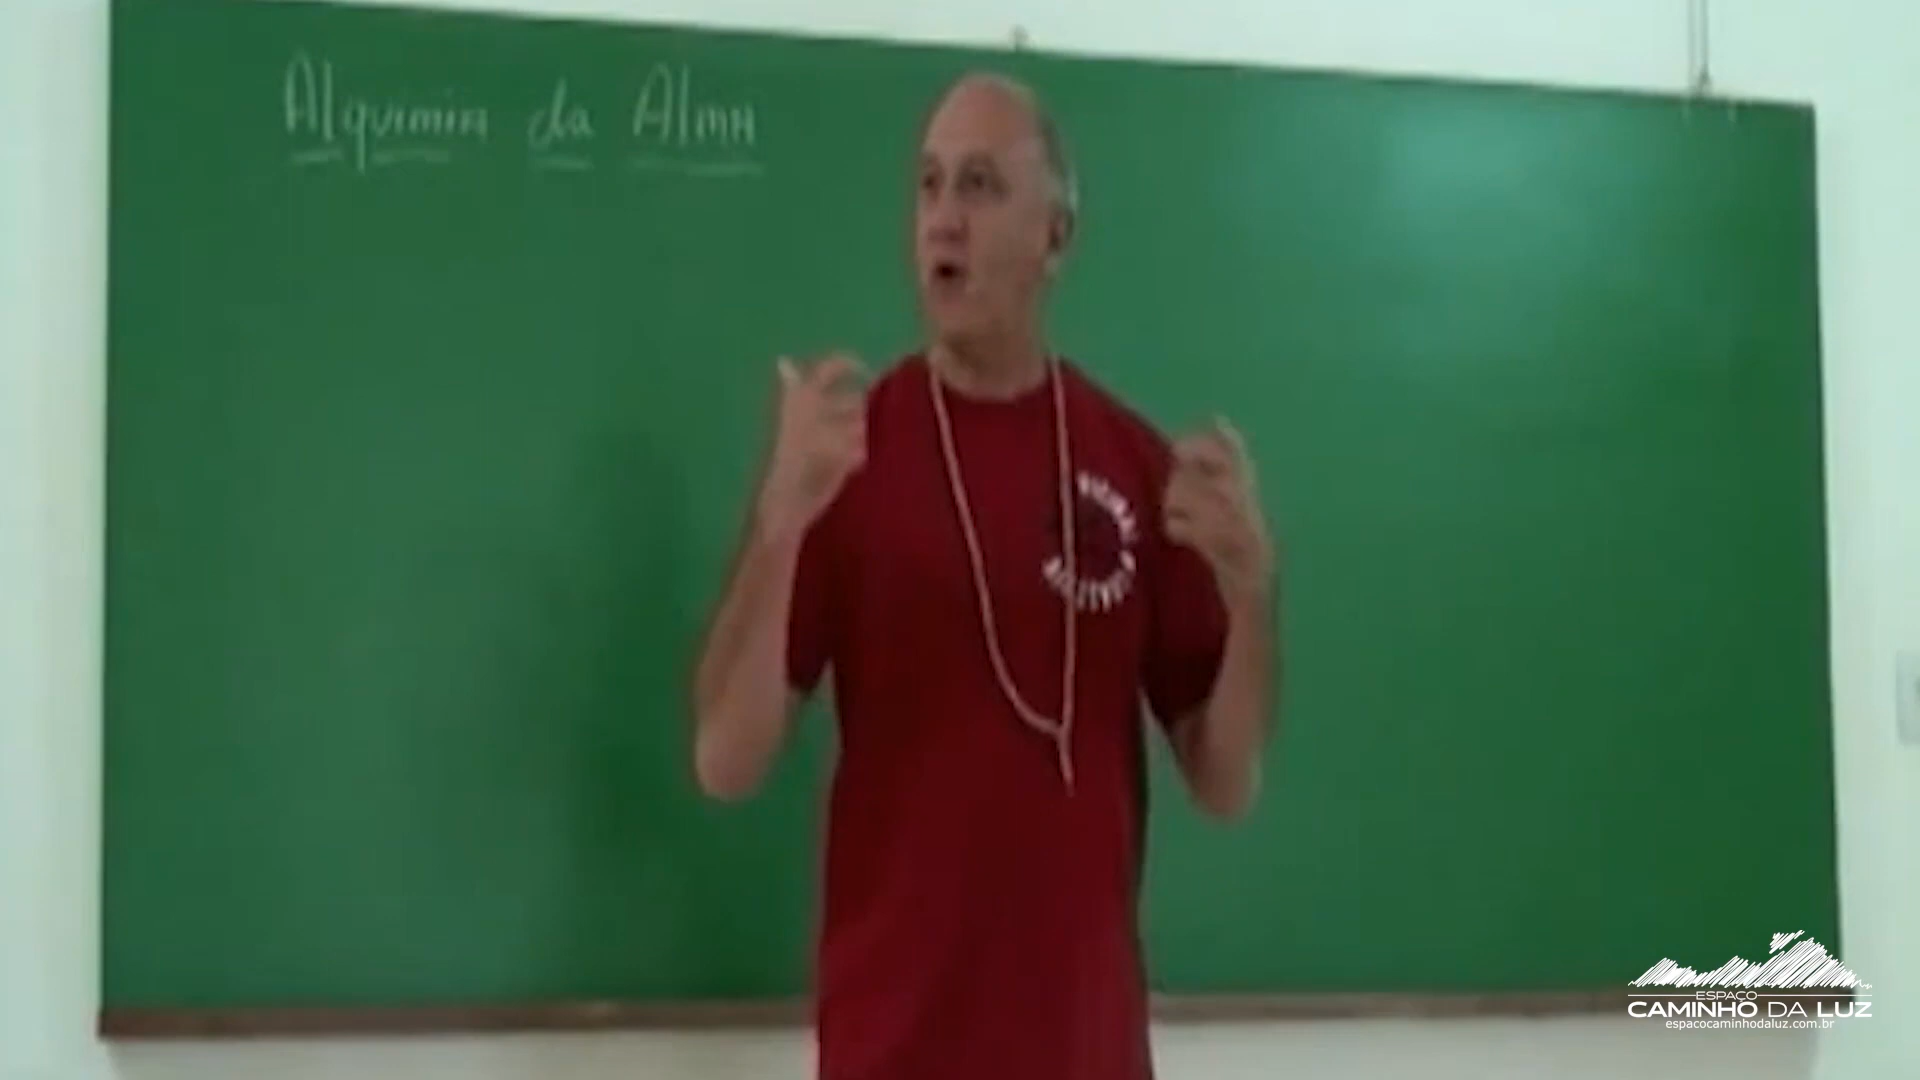 Alquimia da Alma
ESPAÇO
CAMINHO DA LUZ
espacocaminhodaluz.com.br